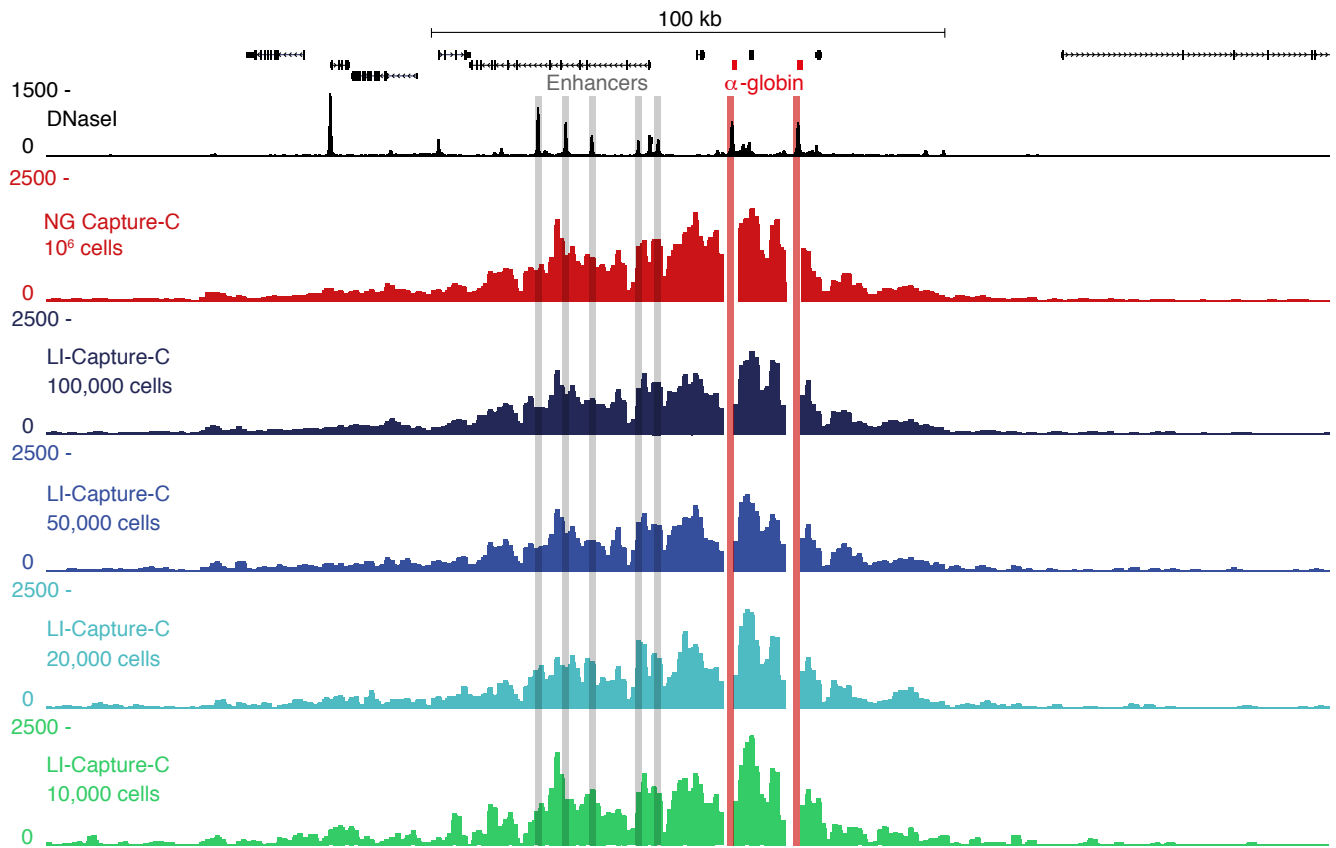 100 kb
Enhancers α-globin
1500 -
DNaseI
0
2500 -
NG Capture-C
10⁶ cells
0
2500 -
LI-Capture-C
100,000 cells
0
2500 -
LI-Capture-C
50,000 cells
0
2500 -
LI-Capture-C
20,000 cells
0
2500 -
LI-Capture-C
10,000 cells
0